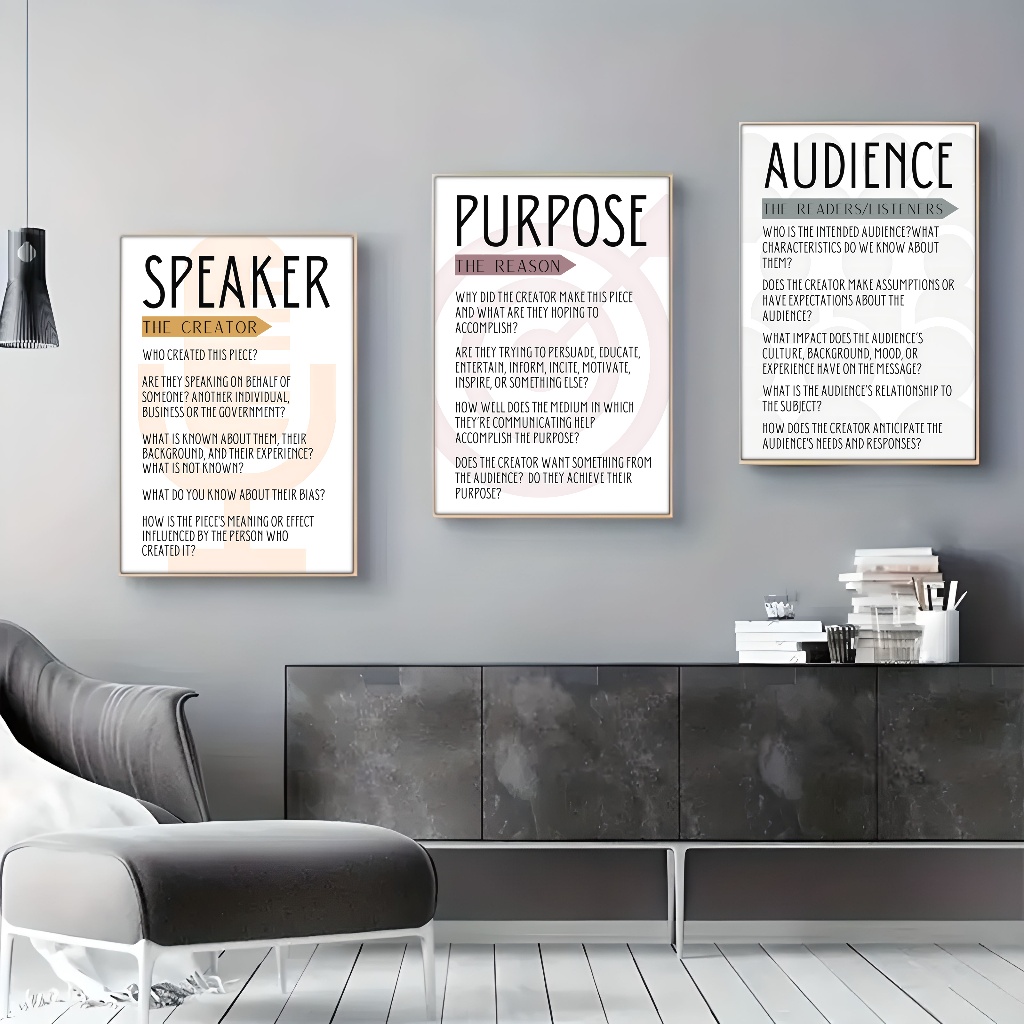 SPEAKER
THE CREATOR
WHO CREATED THIS PIECE?
ARE THEY SPEAKING ON BEHALF OF
SOMEONE? ANOTHER INDIVIDUAL,
BUSINESS OR THE GOVERNMENT?
WHAT IS KNOWN ABOUT THEM, THEIR
BACKGROUND, AND THEIR EXPERIENCE?
WHAT IS NOT KNOWN?
WHAT DO YOU KNOW ABOUT THEIR BIAS?
HOW IS THE PIECE'S MEANING OR EFFECT
INFLUENCED BY THE PERSON WHO
CREATED IT?
PURPOSE
THE REASON
WHY DID THE CREATOR MAKE THIS PIECE
AND WHAT ARE THEY HOPING TO
ACCOMPLISH?
ARE THEY TRYING TO PERSUADE, EDUCATE,
ENTERTAIN, INFORM, INCITE, MOTIVATE,
INSPIRE, OR SOMETHING ELSE?
HOW WELL DOES THE MEDIUM IN WHICH
THEY'RE COMMUNICATING HELP
ACCOMPLISH THE PURPOSE?
DOES THE CREATOR WANT SOMETHING FROM
THE AUDIENCE? DO THEY ACHIEVE THEIR
PURPOSE?
AUDIENCE
THE READERS/LISTENERS
WHO IS THE INTENDED AUDIENCE?WHAT
CHARACTERISTICS DO WE KNOW ABOUT
THEM?
DOES THE CREATOR MAKE ASSUMPTIONS OR
HAVE EXPECTATIONS ABOUT THE
AUDIENCE?
WHAT IMPACT DOES THE AUDIENCE'S
CULTURE, BACKGROUND, MOOD, OR
EXPERIENCE HAVE ON THE MESSAGE?
WHAT IS THE AUDIENCE'S RELATIONSHIP TO
THE SUBJECT?
HOW DOES THE CREATOR ANTICIPATE THE
AUDIENCE'S NEEDS AND RESPONSES?